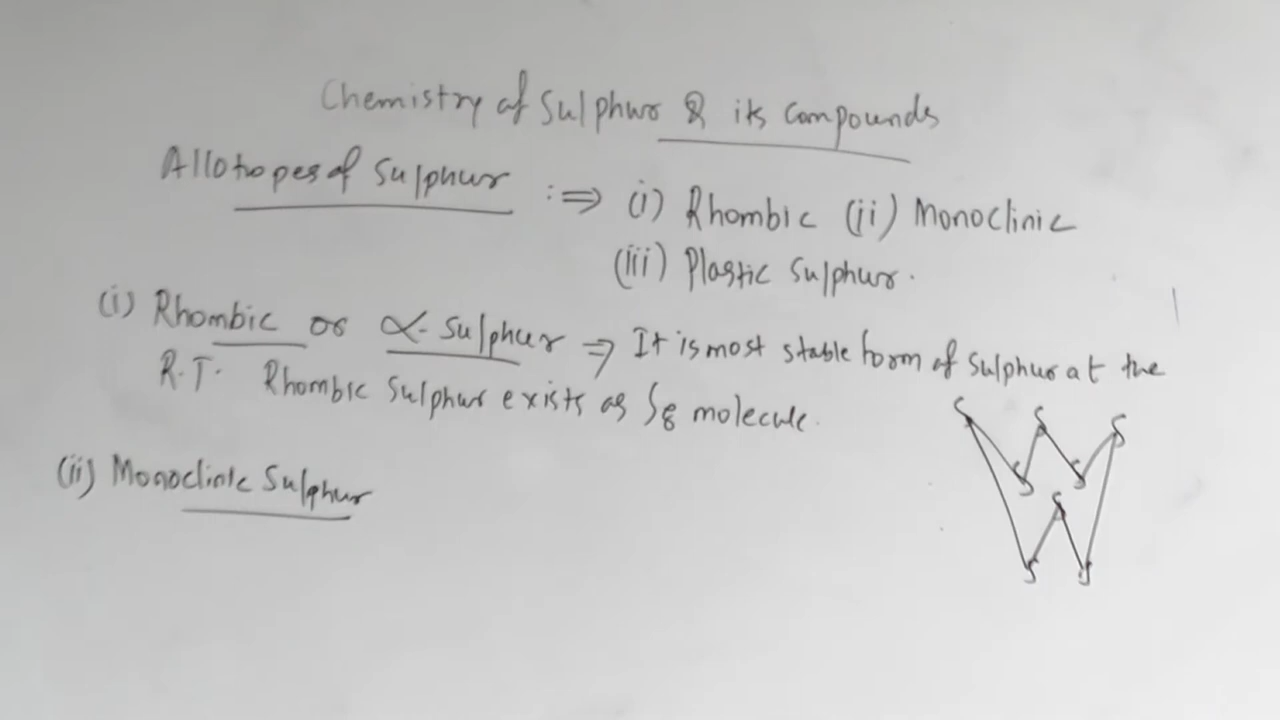 Chemistry of Sulphur & its compounds
Allotropes of Sulphur :⇒ (i) Rhombic (ii) Monoclinic
(iii) Plastic Sulphur.
(i) Rhombic or α-Sulphur ⇒ It is most stable form of Sulphur at the
R.T. Rhombic Sulphur exists as S8 molecule.
S S S
S S
S
S S
(ii) Monoclinic Sulphur